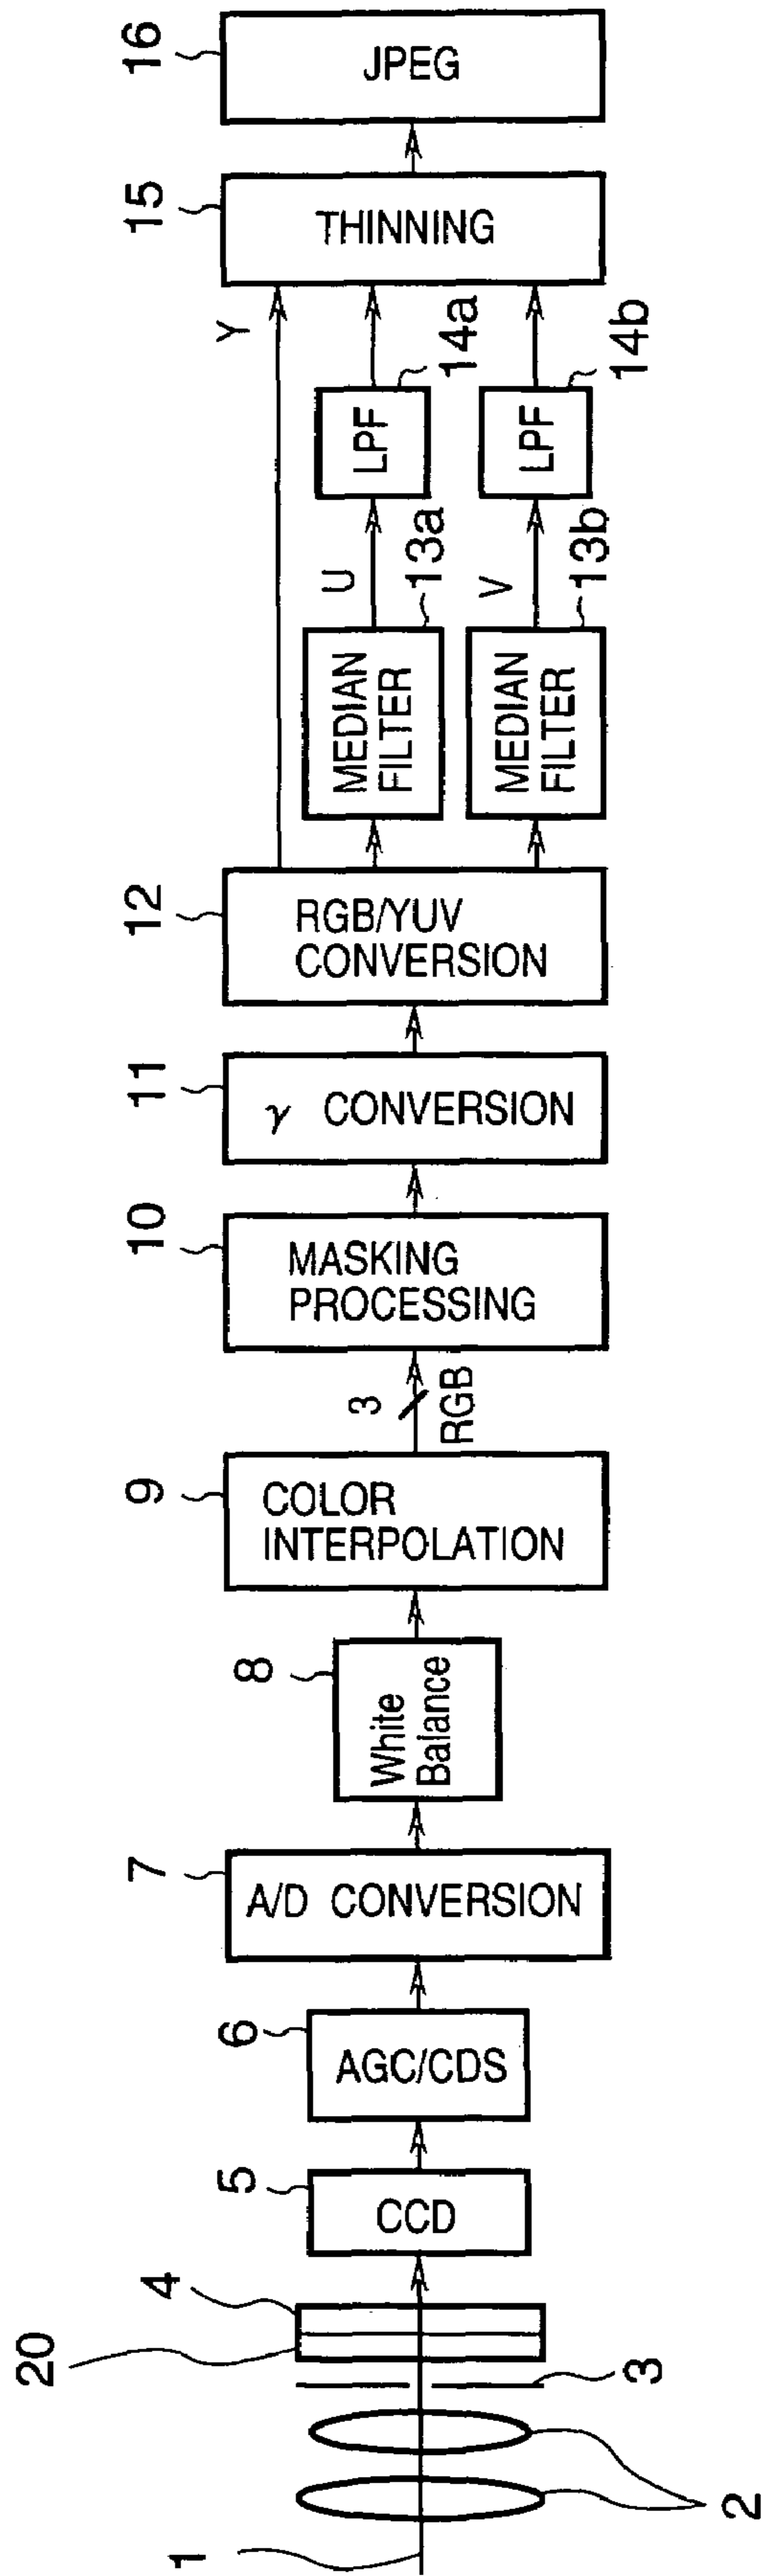 1
2
3
20
4
5
CCD
6
AGC/CDS
7
A/D CONVERSION
8
White
Balance
9
COLOR
INTERPOLATION
3
RGB
10
MASKING
PROCESSING
11
γ CONVERSION
12
RGB/YUV
CONVERSION
Y
MEDIAN
FILTER
13a
U
LPF
14a
MEDIAN
FILTER
13b
V
LPF
14b
15
THINNING
16
JPEG